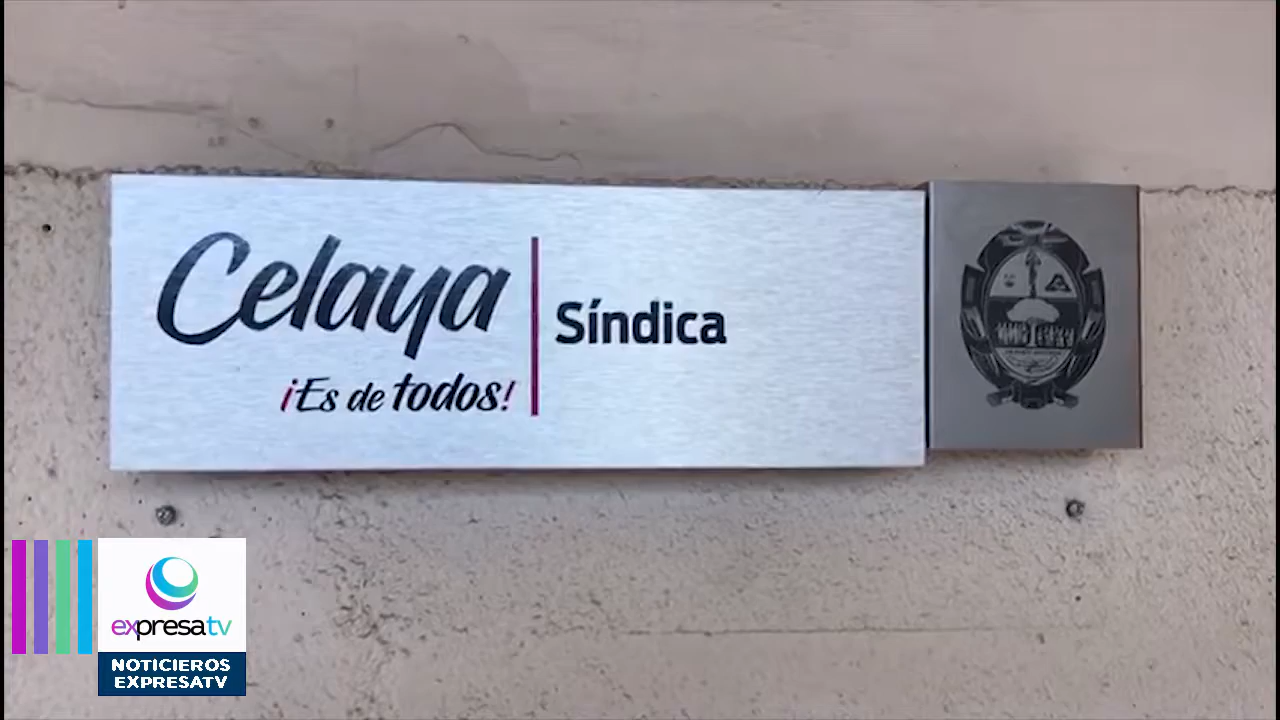 Celaya
¡Es de todos!
Síndica
expresatv
NOTICIEROS
EXPRESATV